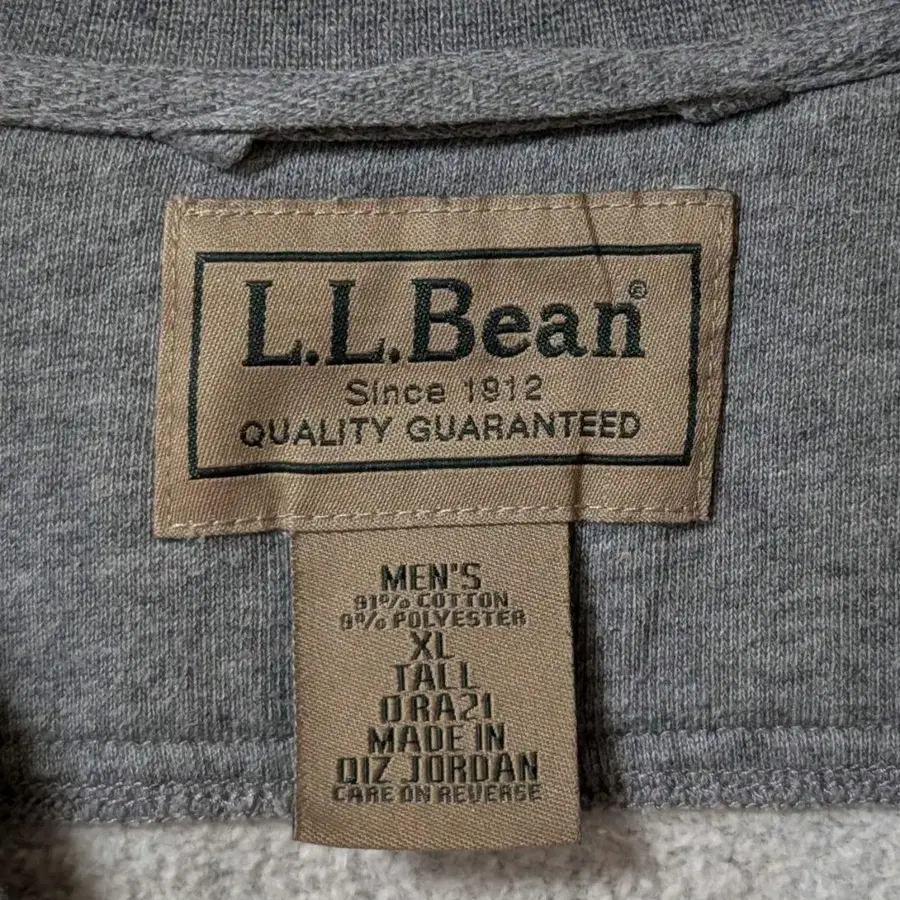 L.L.Bean®
Since 1912
QUALITY GUARANTEED
MEN'S
91% COTTON
9% POLYESTER
XL
TALL
0RA21
MADE IN
QIZ JORDAN
CARE ON REVERSE